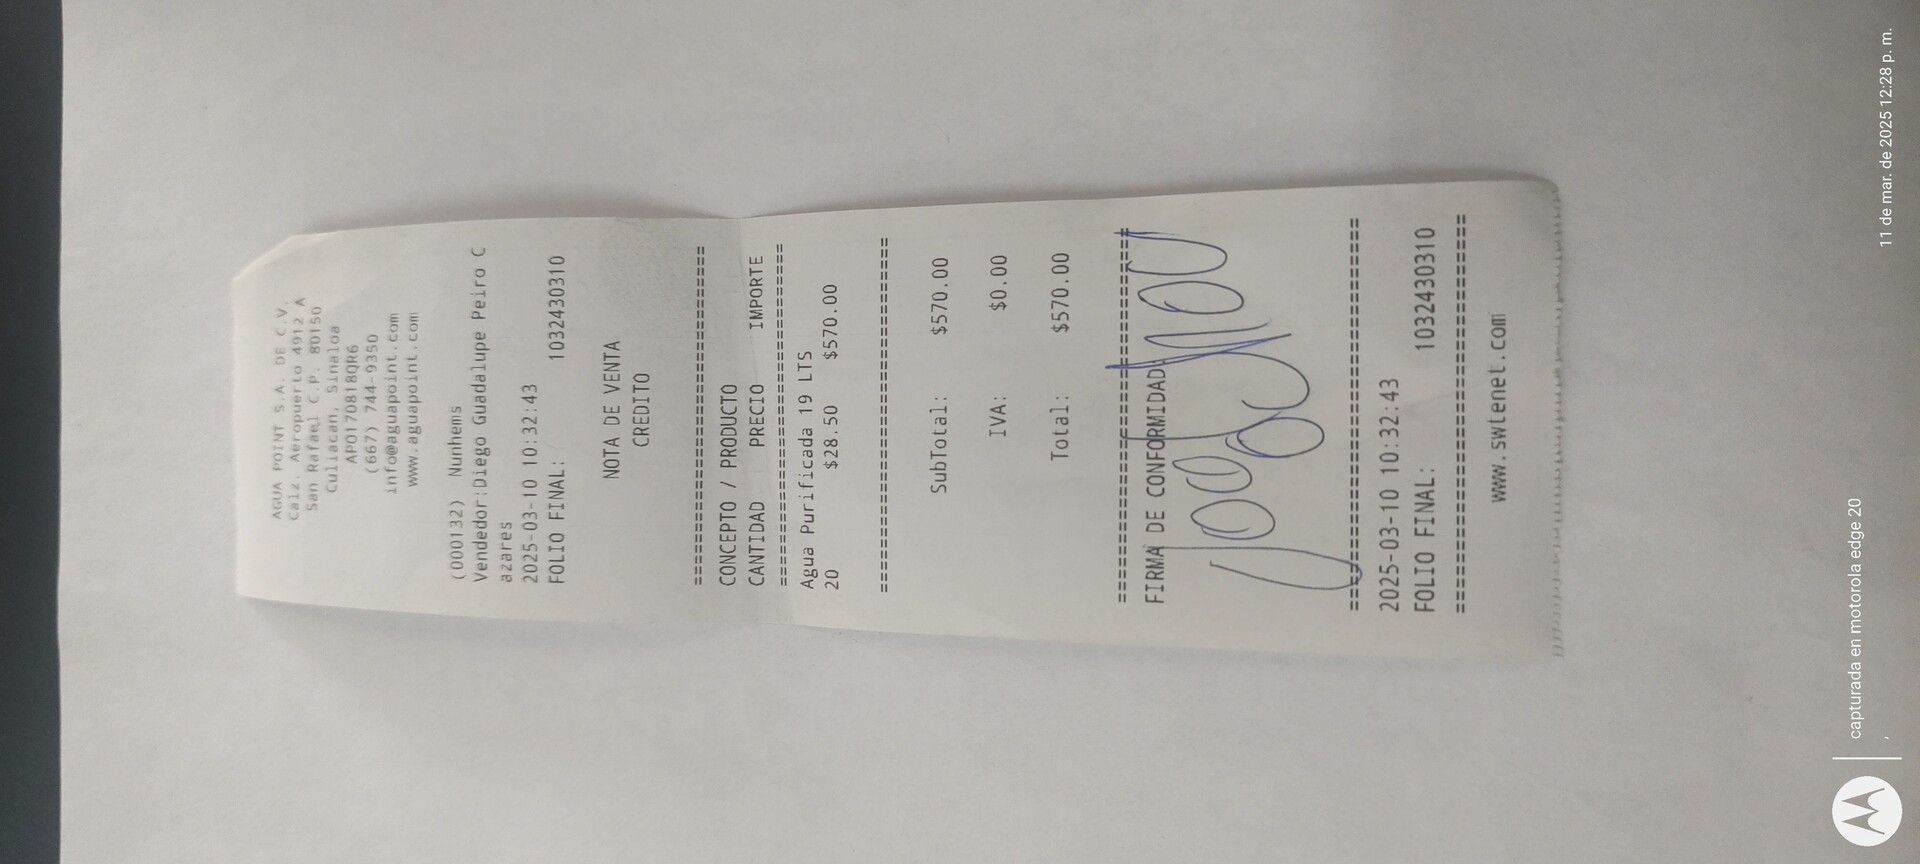 AGUA POINT S.A. DE C.V.
Calz. Aeropuerto 4912 A
San Rafael C.P. 80150
Culiacan, Sinaloa
APO170818QR6
(667) 744-9350
info@aguapoint.com
www.aguapoint.com
(000132) Nunhems
Vendedor:Diego Guadalupe Peiro C
azares
2025-03-10 10:32:43
FOLIO FINAL: 1032430310
NOTA DE VENTA
CREDITO
================================
CONCEPTO / PRODUCTO
CANTIDAD PRECIO IMPORTE
================================
Agua Purificada 19 LTS
20 $28.50 $570.00
================================
SubTotal: $570.00
IVA: $0.00
Total: $570.00
================================
FIRMA DE CONFORMIDAD:
================================
2025-03-10 10:32:43
FOLIO FINAL: 1032430310
================================
www.swlenet.com
capturada en motorola edge 20
,
11 de mar. de 2025 12:28 p. m.